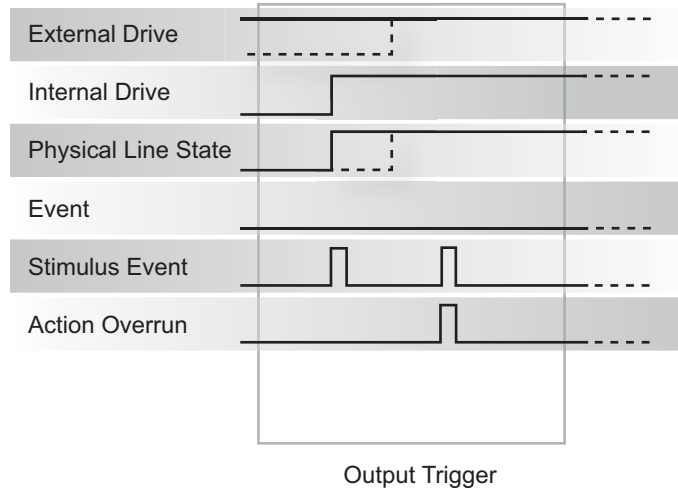 External Drive
Internal Drive
Physical Line State
Event
Stimulus Event
Action Overrun
Output Trigger